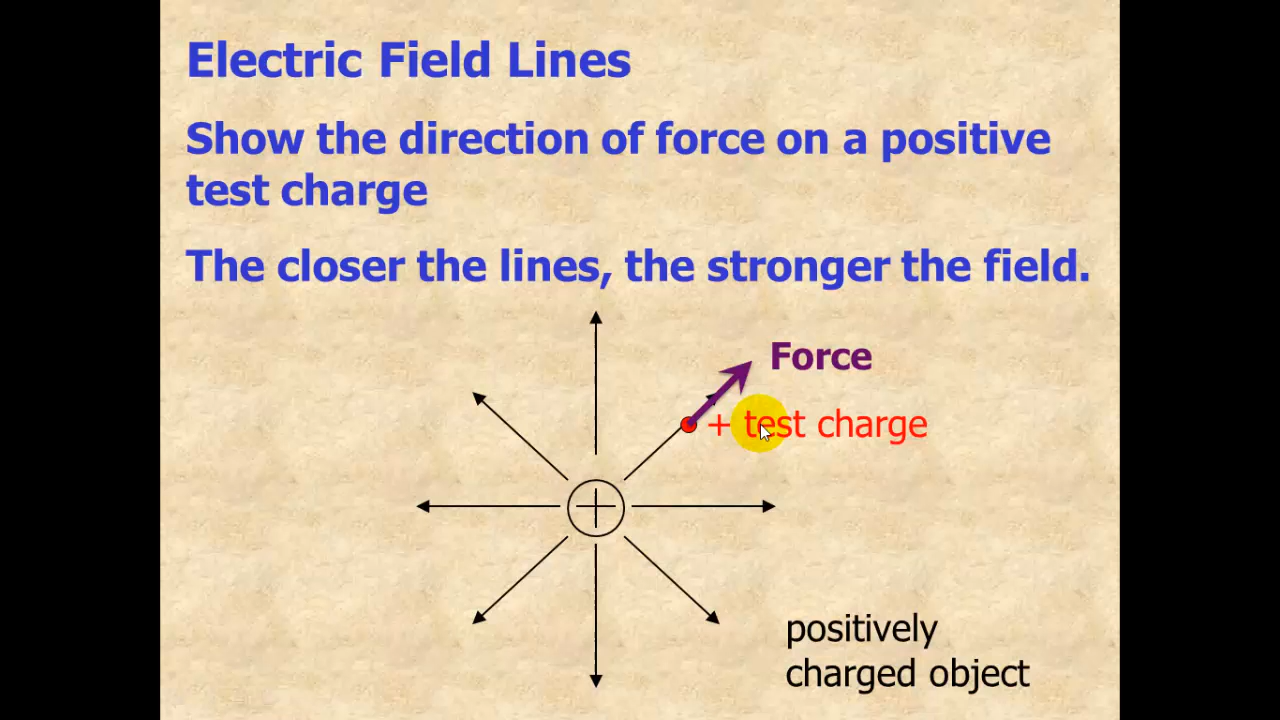 Electric Field Lines
Show the direction of force on a positive
test charge
The closer the lines, the stronger the field.
Force
+ test charge
+
positively
charged object